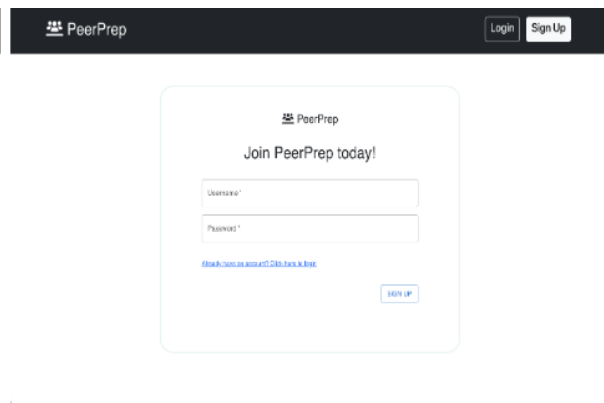 PeerPrep
Login
Sign Up
PeerPrep
Join PeerPrep today!
Username *
Password *
Already have an account? Click here to login
SIGN UP